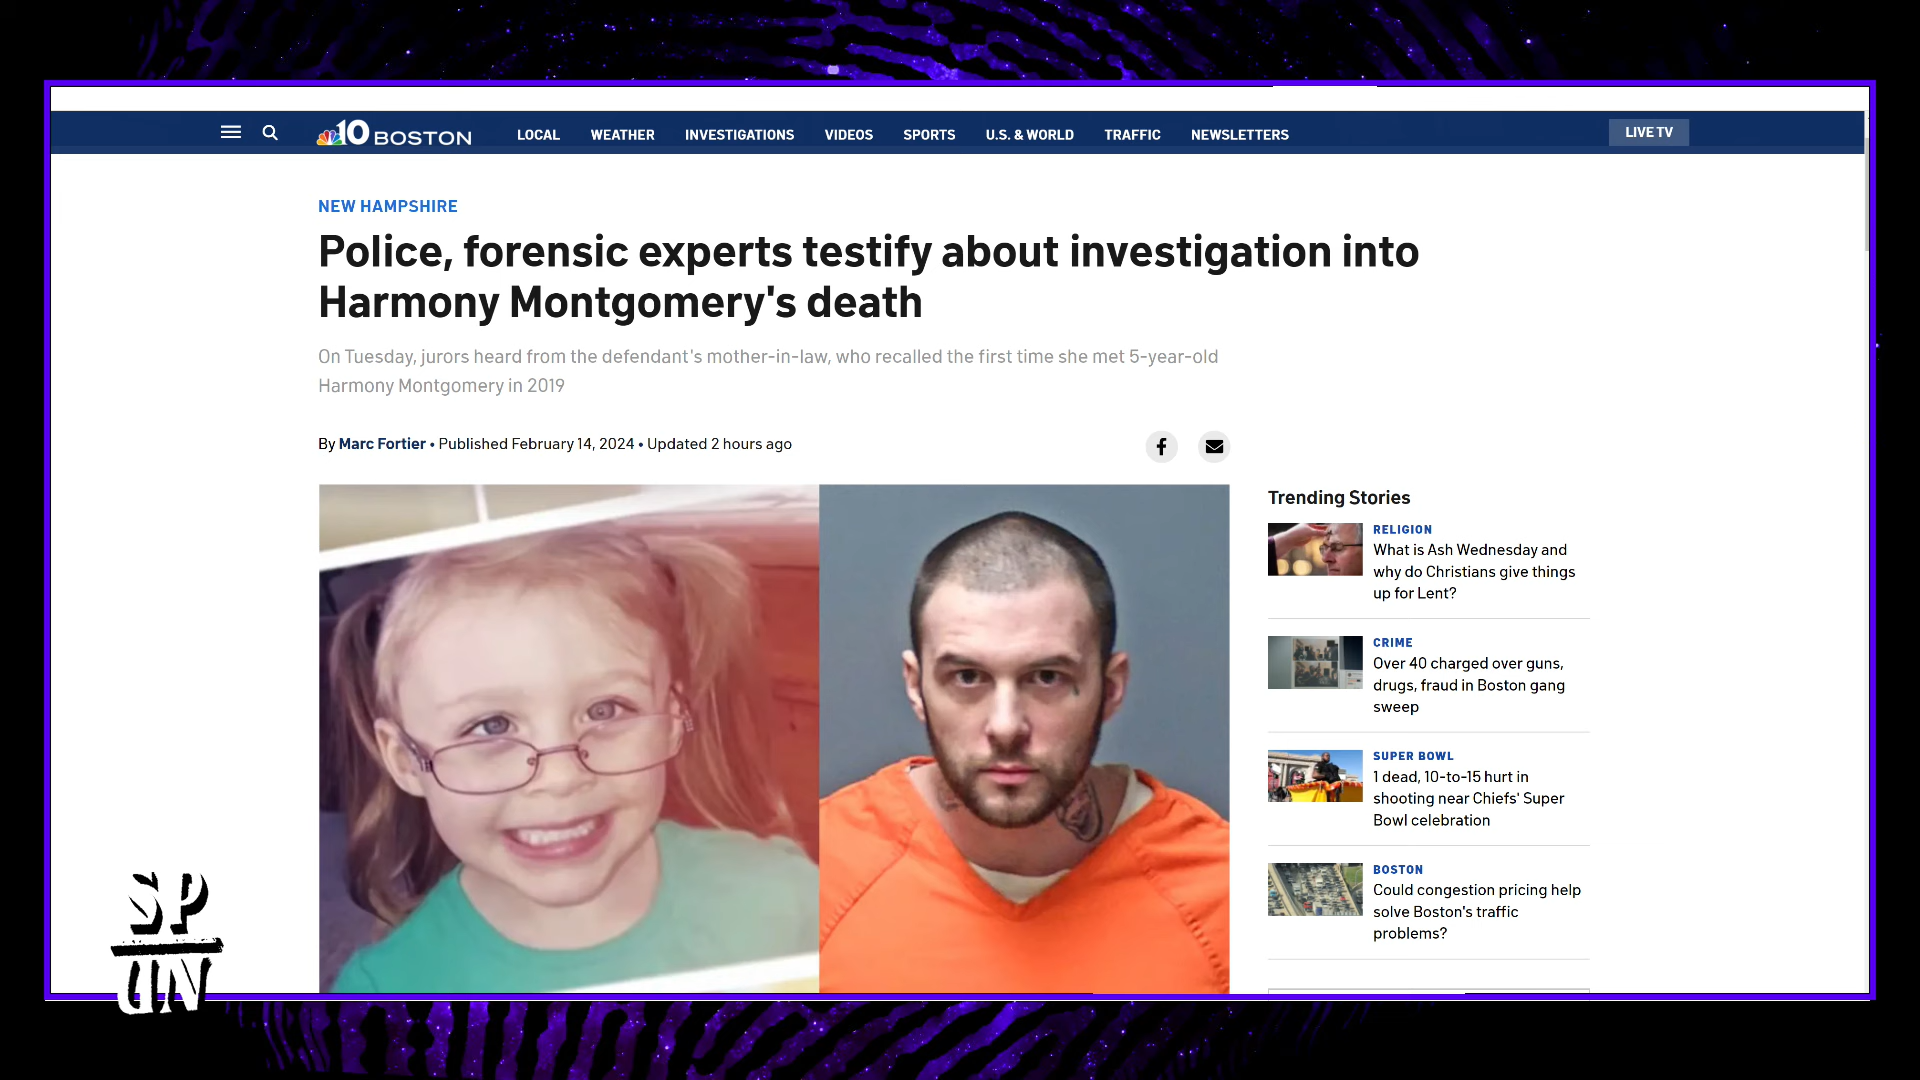 10 BOSTON
LOCAL WEATHER INVESTIGATIONS VIDEOS SPORTS U.S. & WORLD TRAFFIC NEWSLETTERS
LIVE TV
NEW HAMPSHIRE
Police, forensic experts testify about investigation into
Harmony Montgomery's death
On Tuesday, jurors heard from the defendant's mother-in-law, who recalled the first time she met 5-year-old
Harmony Montgomery in 2019
By Marc Fortier • Published February 14, 2024 • Updated 2 hours ago
Trending Stories
RELIGION
What is Ash Wednesday and
why do Christians give things
up for Lent?
CRIME
Over 40 charged over guns,
drugs, fraud in Boston gang
sweep
SUPER BOWL
1 dead, 10-to-15 hurt in
shooting near Chiefs' Super
Bowl celebration
BOSTON
Could congestion pricing help
solve Boston's traffic
problems?
SP
UN